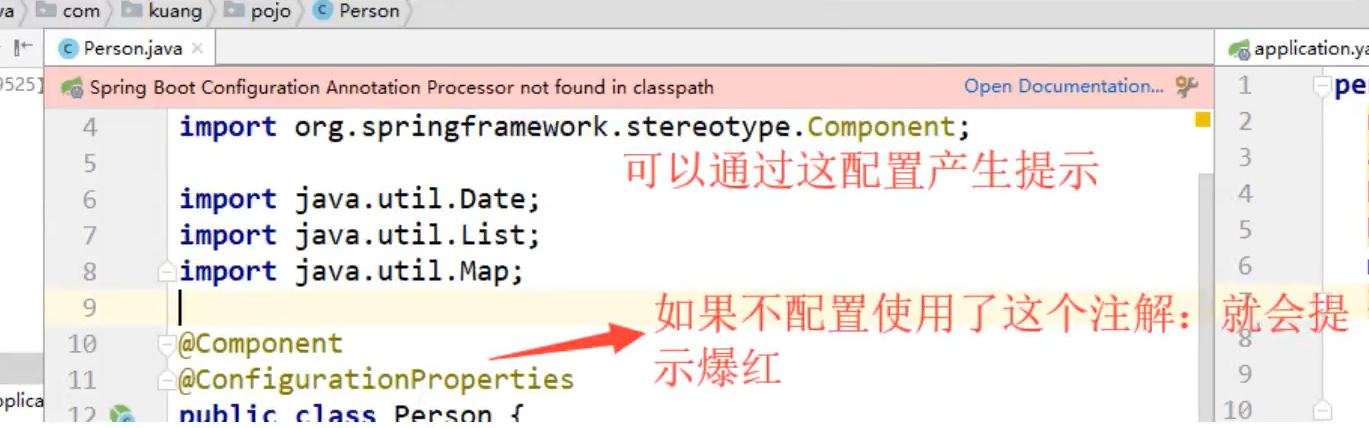 va com kuang pojo Person
Person.java
application.ya
9525]
Spring Boot Configuration Annotation Processor not found in classpath Open Documentation...
4 import org.springframework.stereotype.Component;
可以通过这配置产生提示
5
6 import java.util.Date;
7 import java.util.List;
8 import java.util.Map;
9
如果不配置使用了这个注解：就会提
示爆红
10 @Component
11 @ConfigurationProperties
12 public class Person {
pplica
1 pe
2
3
4
5
6
7
8
9
10